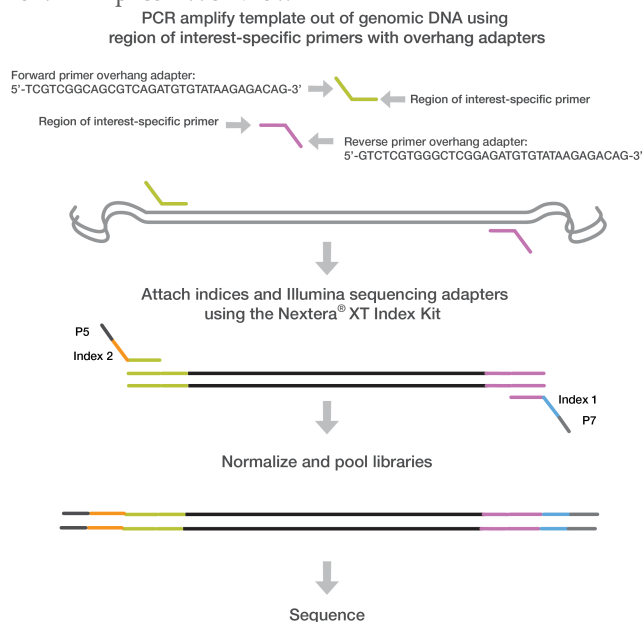 PCR amplify template out of genomic DNA using
region of interest-specific primers with overhang adapters
Forward primer overhang adapter:
5’-TCGTCGGCAGCGTCAGATGTGTATAAGAGACAG-3’
Region of interest-specific primer
Region of interest-specific primer
Reverse primer overhang adapter:
5’-GTCTCGTGGGCTCGGAGATGTGTATAAGAGACAG-3’
Attach indices and Illumina sequencing adapters
using the Nextera® XT Index Kit
P5
Index 2
Index 1
P7
Normalize and pool libraries
Sequence